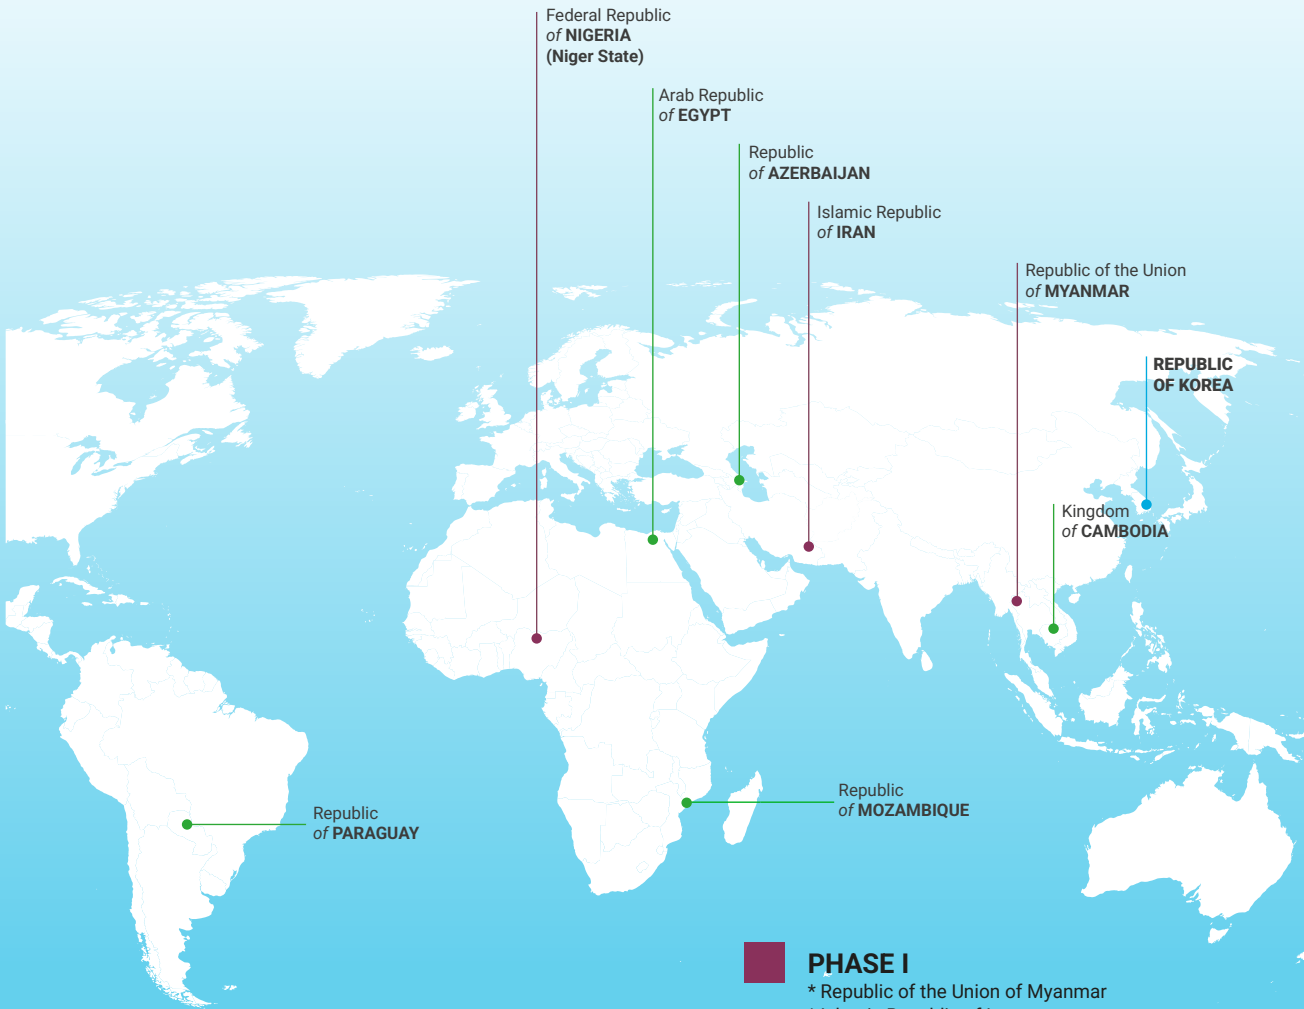 Federal Republic
of NIGERIA
(Niger State)
Arab Republic
of EGYPT
Republic
of AZERBAIJAN
Islamic Republic
of IRAN
Republic of the Union
of MYANMAR
REPUBLIC
OF KOREA
Kingdom
of CAMBODIA
Republic
of MOZAMBIQUE
Republic
of PARAGUAY
PHASE I
* Republic of the Union of Myanmar